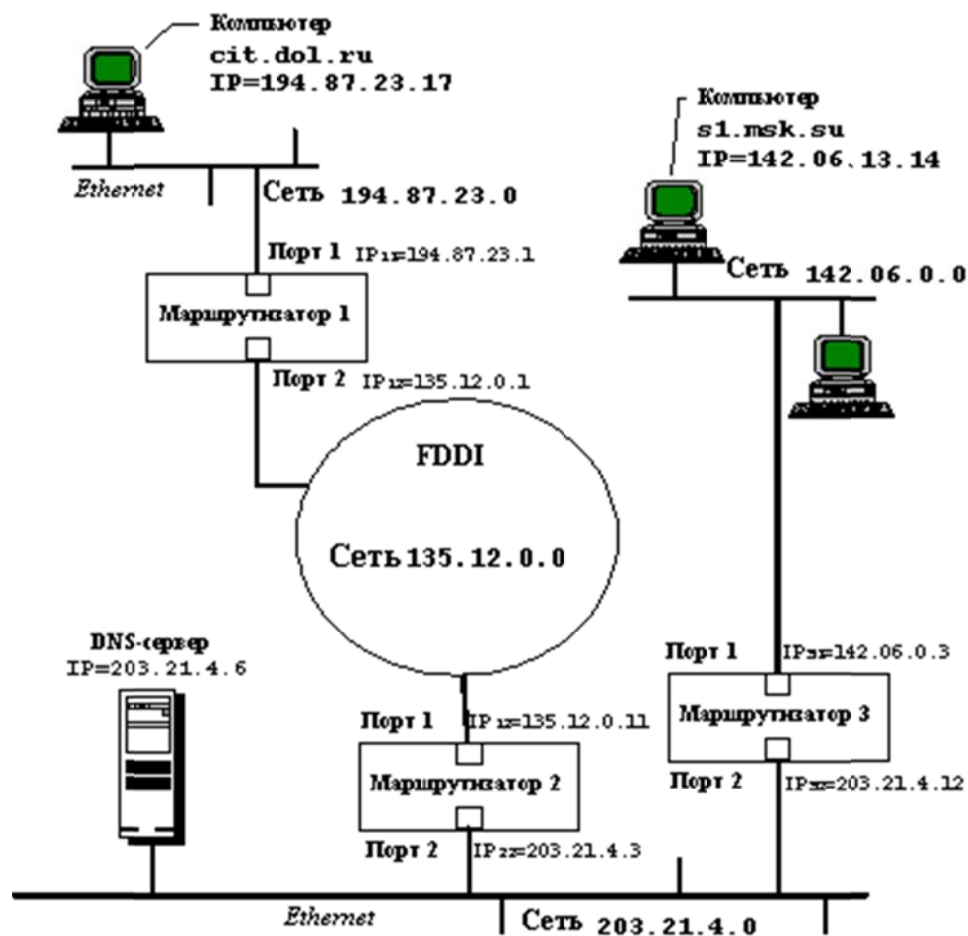 Компьютер
cit.dol.ru
IP=194.87.23.17
Компьютер
s1.msk.su
IP=142.06.13.14
Ethernet
Сеть 194.87.23.0
Порт 1 IP11=194.87.23.1
Сеть 142.06.0.0
Маршрутизатор 1
Порт 2 IP12=135.12.0.1
FDDI
Сеть 135.12.0.0
DNS-сервер
IP=203.21.4.6
Порт 1 IP31=142.06.0.3
Маршрутизатор 3
Порт 2 IP32=203.21.4.12
Порт 1 IP12=135.12.0.11
Маршрутизатор 2
Порт 2 IP22=203.21.4.3
Ethernet
Сеть 203.21.4.0